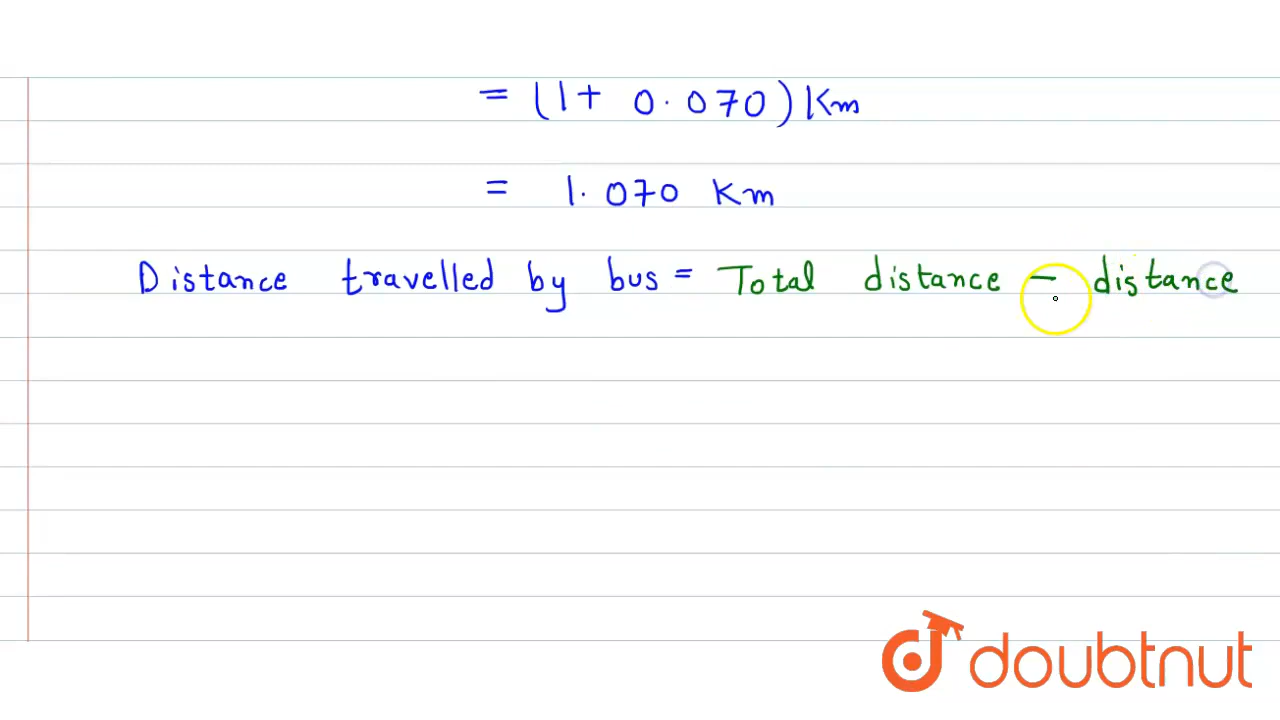 = (1+ 0.070) Km
= 1.070 Km
Distance travelled by bus = Total distance - distance
doubtnut